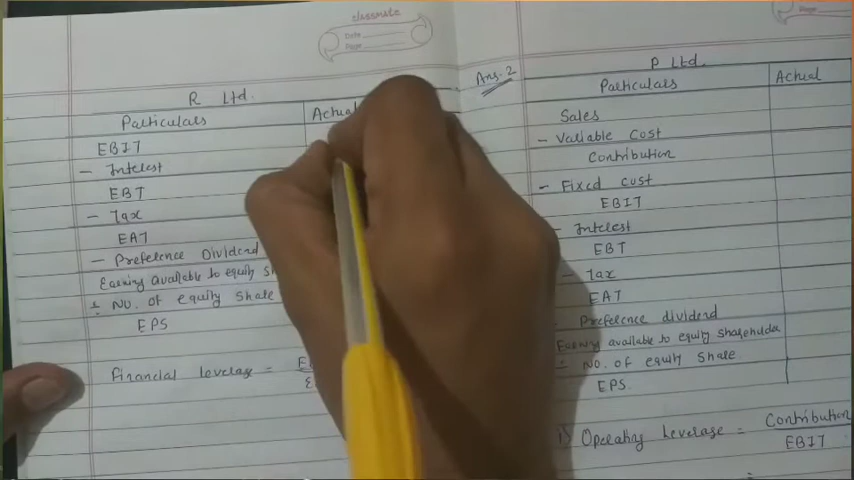 classmate
Date
Page
R Ltd.
Particulars Actual
EBIT
- Interest
EBT
- Tax
EAT
- Preference Dividend
Earning available to equity
÷ No. of equity Share
EPS
Financial leverage =
Page
Ans. 2
P Ltd.
Particulars Actual
Sales
- Variable Cost
Contribution
- Fixed Cost
EBIT
Interest
EBT
- Tax
EAT
Preference dividend
Earning available to equity Shareholder
÷ No. of equity Share
EPS
i) Operating Leverage = Contribution
EBIT
=